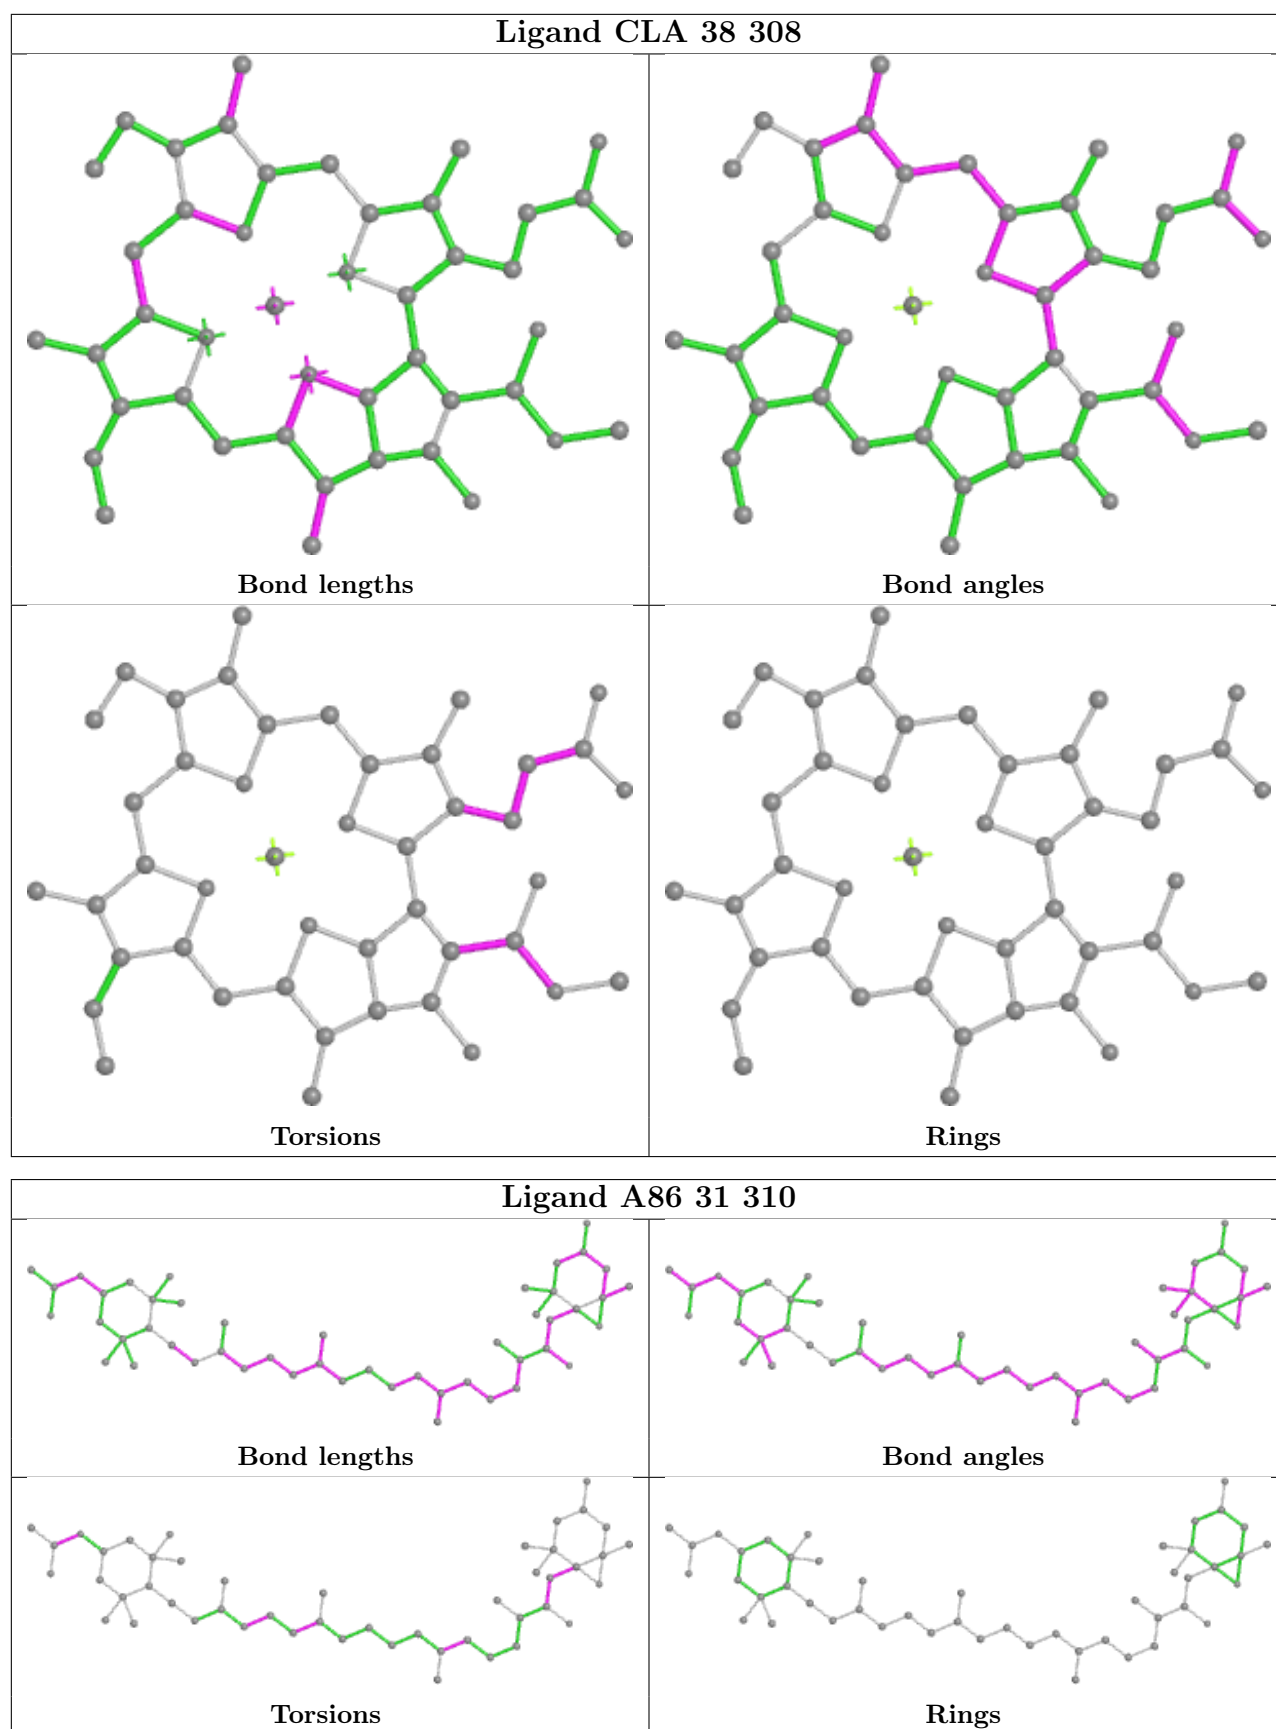 Ligand CLA 38 308
Bond lengths
Bond angles
Torsions
Rings
Ligand A86 31 310
Bond lengths
Bond angles
Torsions
Rings